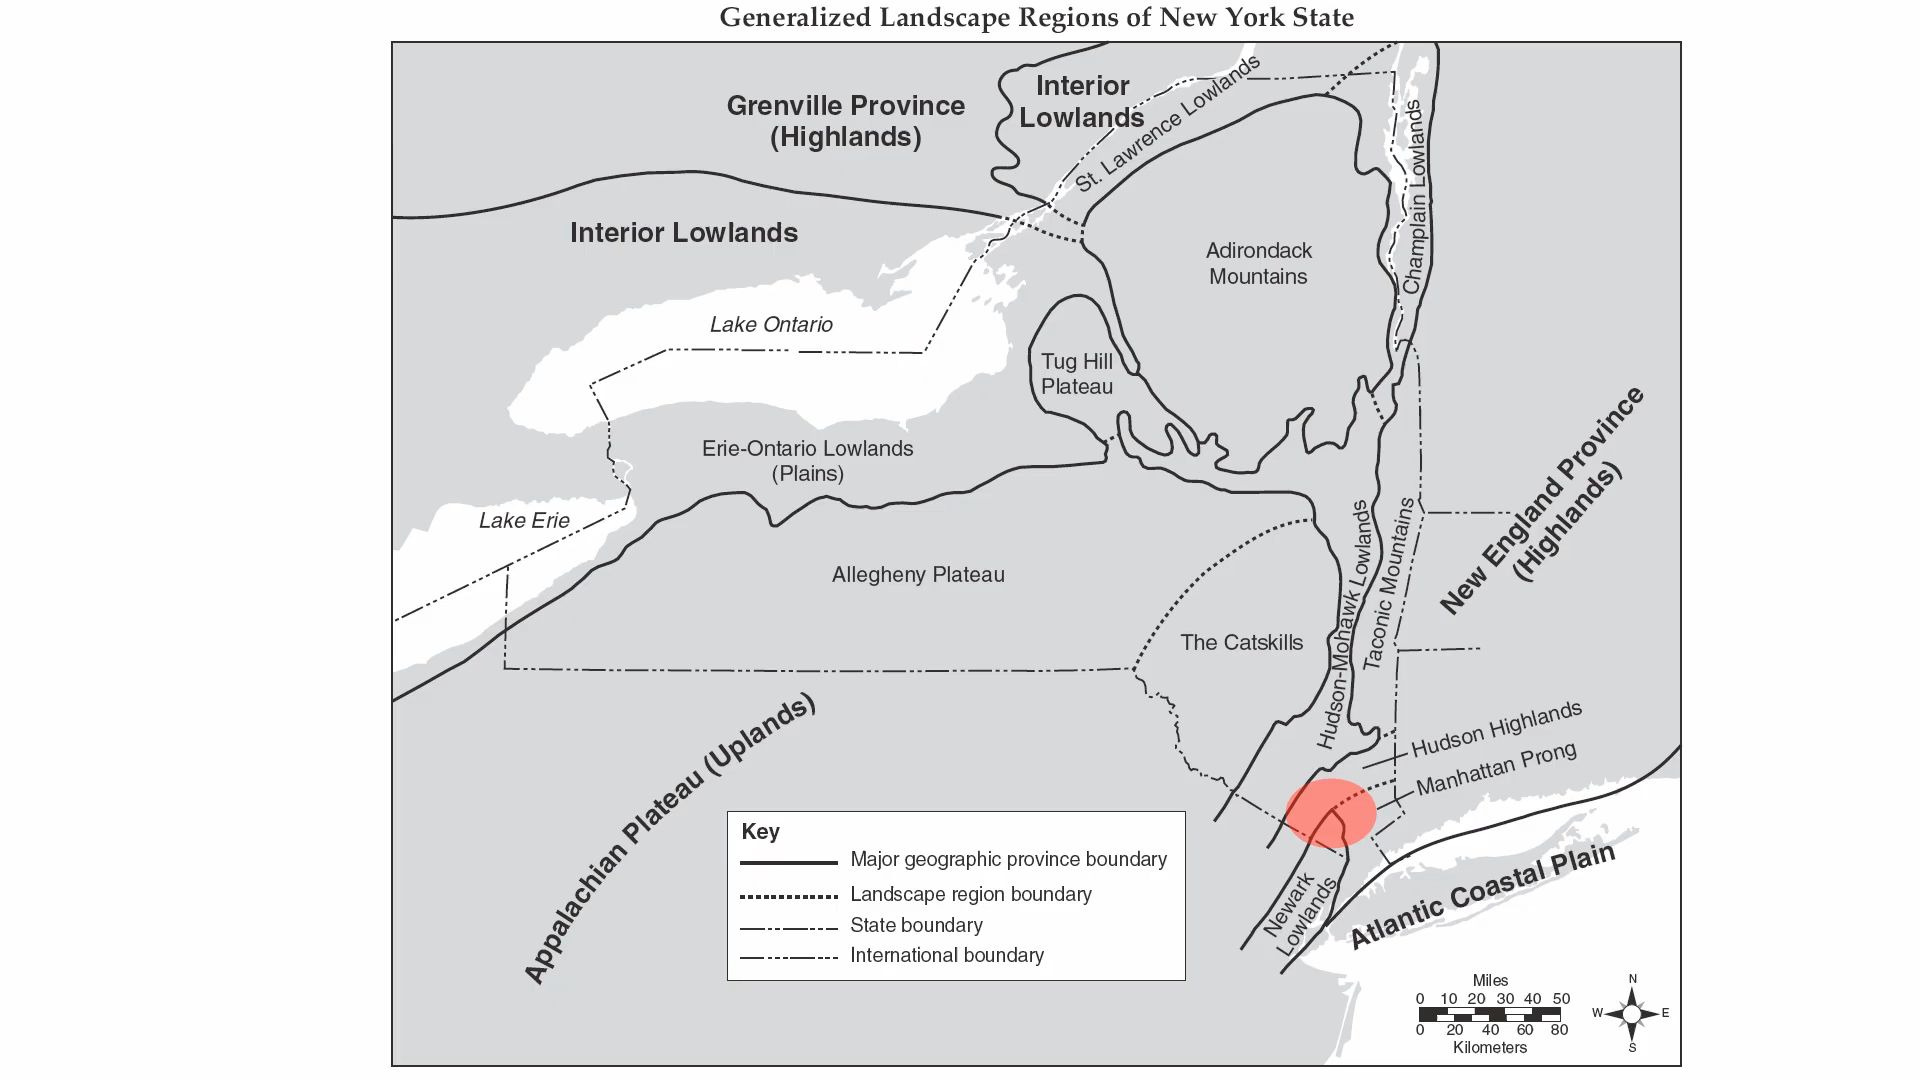 Generalized Landscape Regions of New York State
Grenville Province
(Highlands)
Interior
Lowlands
St. Lawrence Lowlands
Champlain Lowlands
Interior Lowlands
Adirondack
Mountains
Lake Ontario
Tug Hill
Plateau
Erie-Ontario Lowlands
(Plains)
Lake Erie
New England Province
(Highlands)
Allegheny Plateau
The Catskills
Hudson-Mohawk Lowlands
Taconic Mountains
Hudson Highlands
Manhattan Prong
Appalachian Plateau (Uplands)
Newark
Lowlands
Atlantic Coastal Plain
Key
Major geographic province boundary
Landscape region boundary
State boundary
International boundary
Miles
0 10 20 30 40 50
0 20 40 60 80
Kilometers
N
W E
S